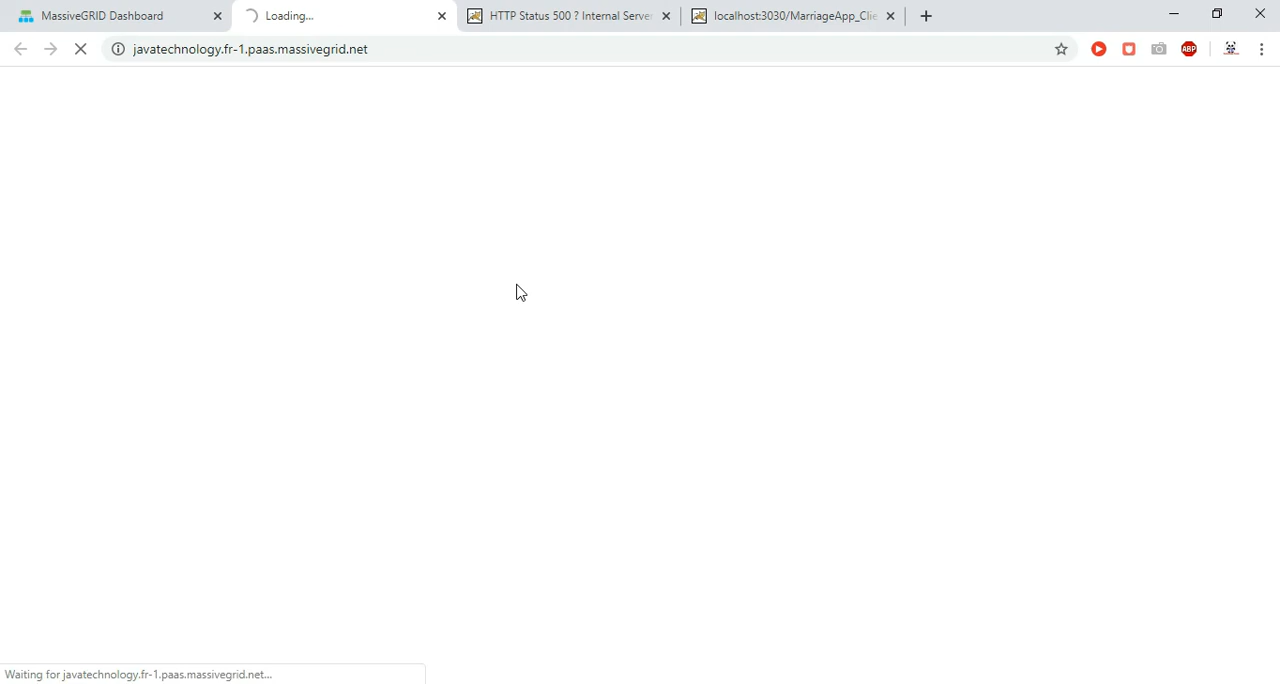 MassiveGRID Dashboard
Loading...
HTTP Status 500 ? Internal Server
localhost:3030/MarriageApp_Clie
javatechnology.fr-1.paas.massivegrid.net
ABP
Waiting for javatechnology.fr-1.paas.massivegrid.net...